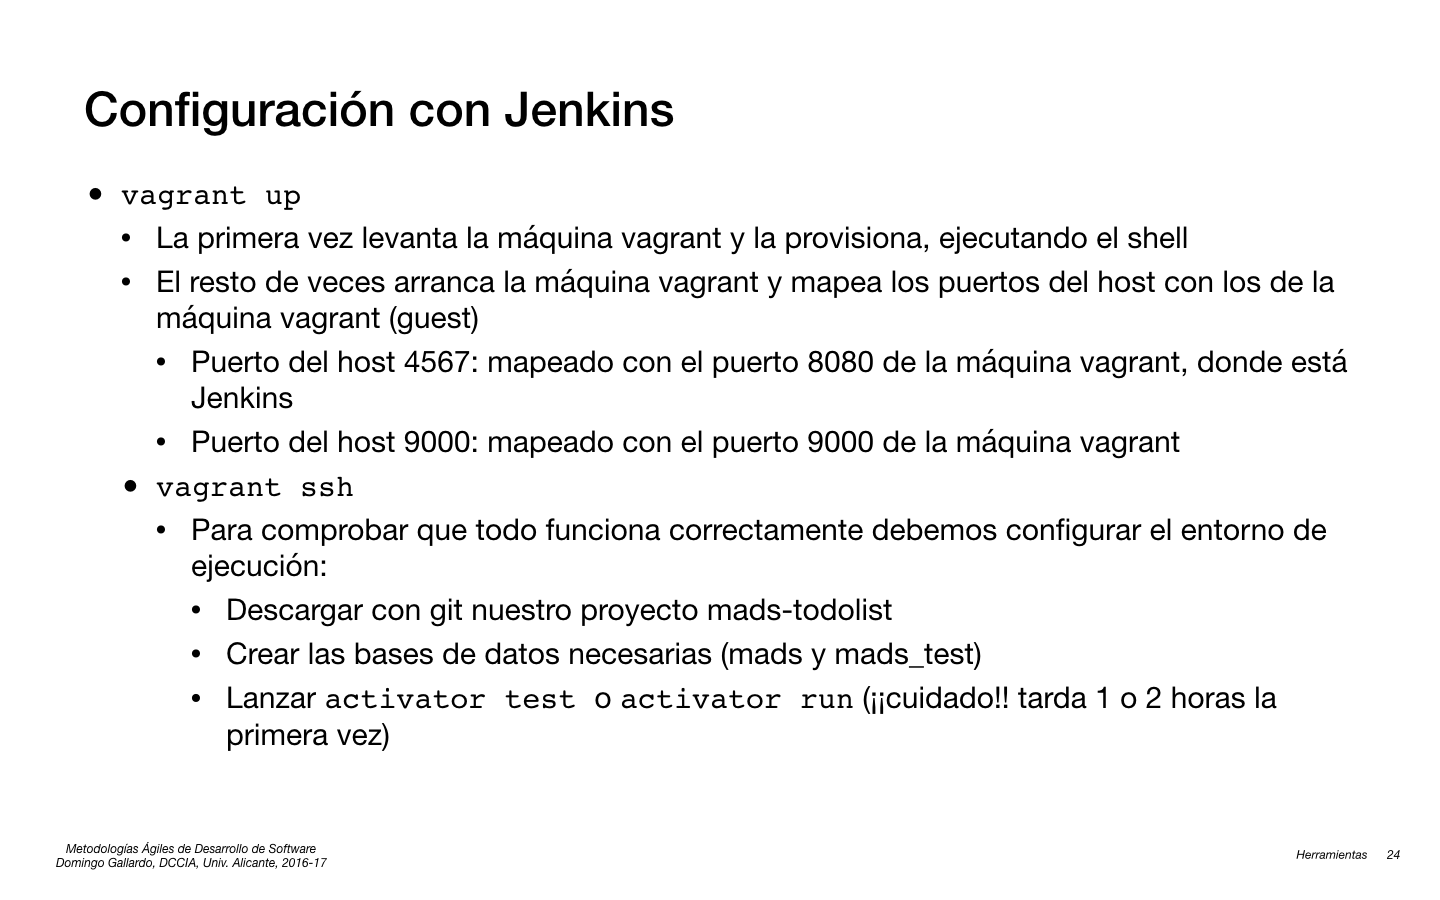 Configuración con Jenkins
• vagrant up
• La primera vez levanta la máquina vagrant y la provisiona, ejecutando el shell
• El resto de veces arranca la máquina vagrant y mapea los puertos del host con los de la
máquina vagrant (guest)
• Puerto del host 4567: mapeado con el puerto 8080 de la máquina vagrant, donde está
Jenkins
• Puerto del host 9000: mapeado con el puerto 9000 de la máquina vagrant
• vagrant ssh
• Para comprobar que todo funciona correctamente debemos configurar el entorno de
ejecución:
• Descargar con git nuestro proyecto mads-todolist
• Crear las bases de datos necesarias (mads y mads_test)
• Lanzar activator test o activator run (¡¡cuidado!! tarda 1 o 2 horas la
primera vez)
Metodologías Ágiles de Desarrollo de Software
Domingo Gallardo, DCCIA, Univ. Alicante, 2016-17
Herramientas 24